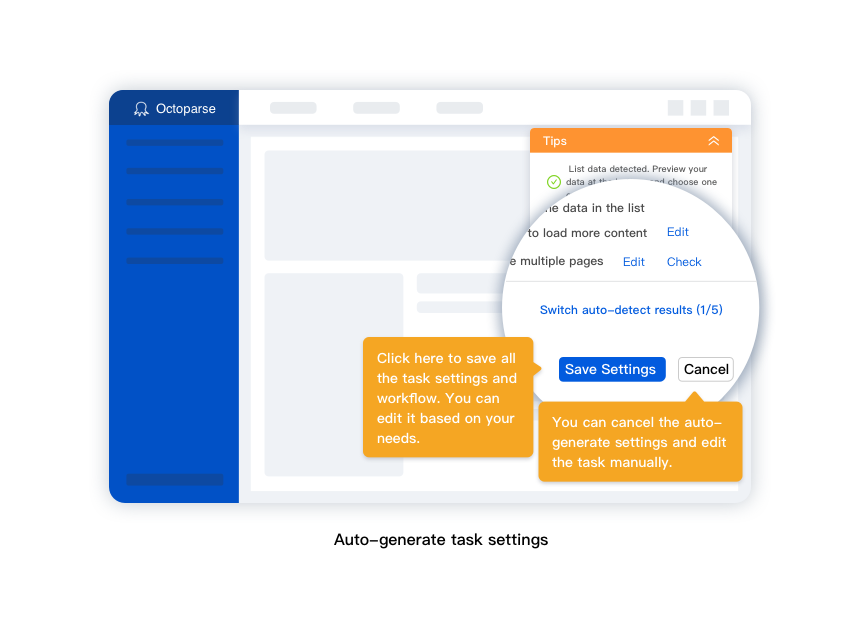 Octoparse
Tips
List data detected. Preview your
data at the and choose one
data in the list
to load more content Edit
multiple pages Edit Check
Switch auto-detect results (1/5)
Save Settings Cancel
Click here to save all
the task settings and
workflow. You can
edit it based on your
needs.
You can cancel the auto-
generate settings and edit
the task manually.
Auto-generate task settings